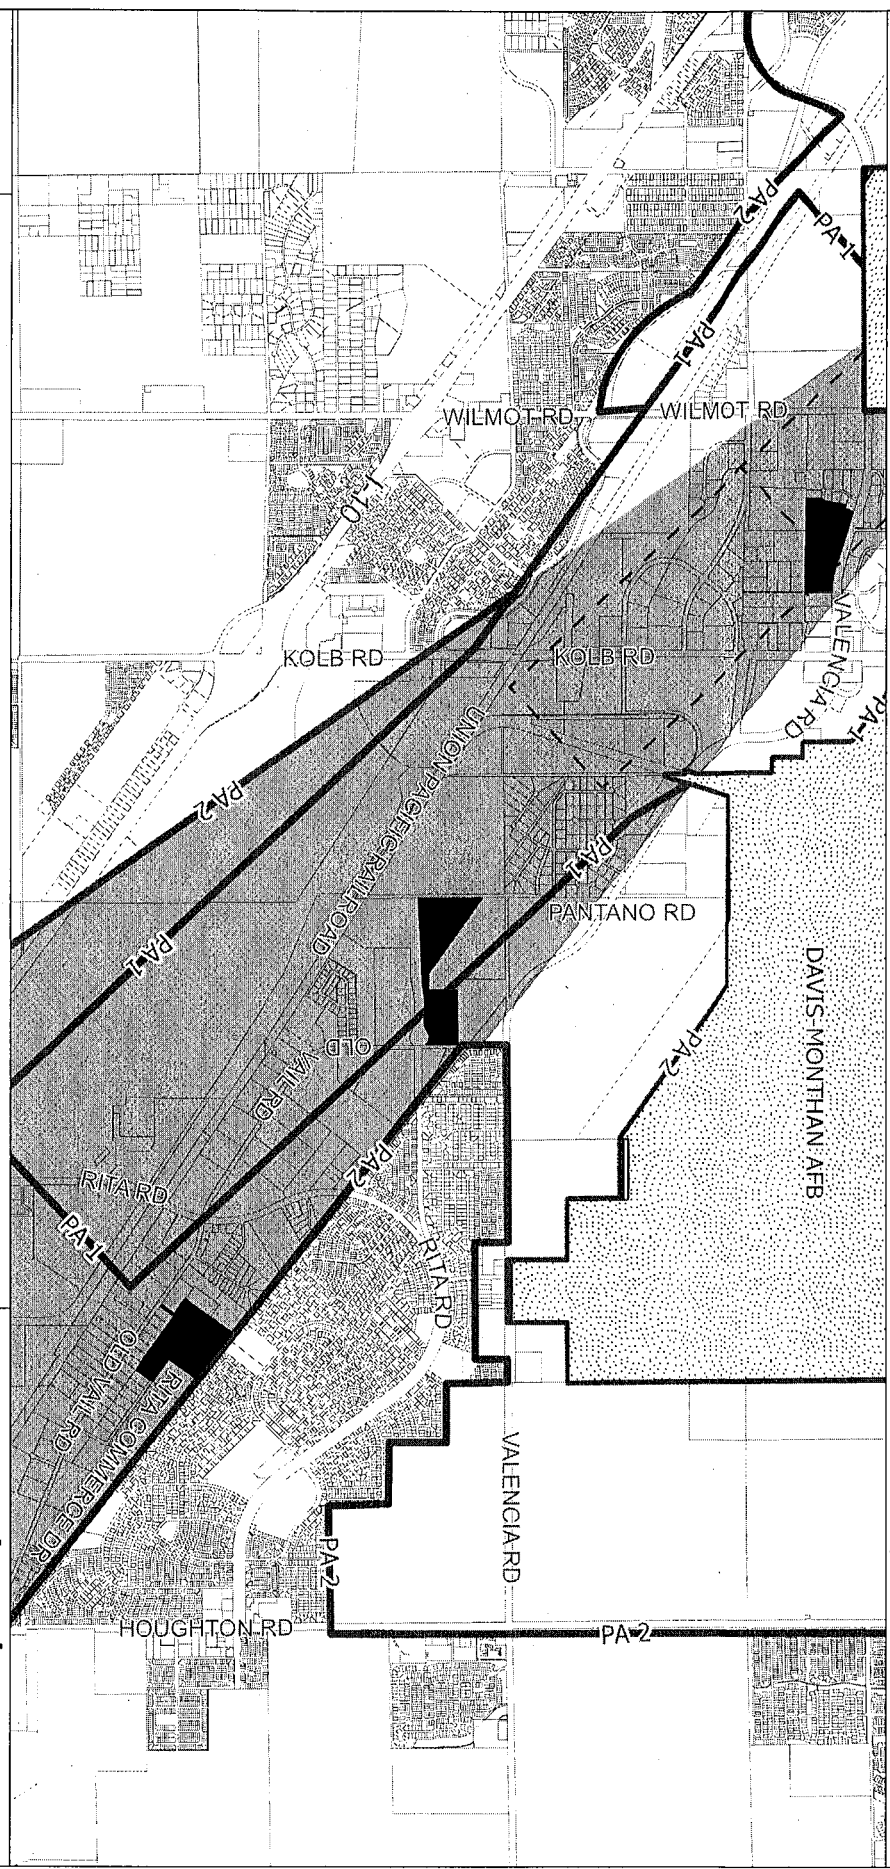 PA-2
PA-1
PA-1
WILMOT RD
WILMOT RD
I-10
VALENCIA RD
KOLB RD
KOLB RD
PA-1
UNION PACIFIC RAILROAD
PA-2
PA-1
PANTANO RD
DAVIS-MONTHAN AFB
PA-1
OLD
VAIL RD
PA-2
PA-2
RITA RD
PA-1
RITA RD
OLD VAIL RD
RITA COMMERCE DR
VALENCIA RD
PA-2
HOUGHTON RD
PA-2